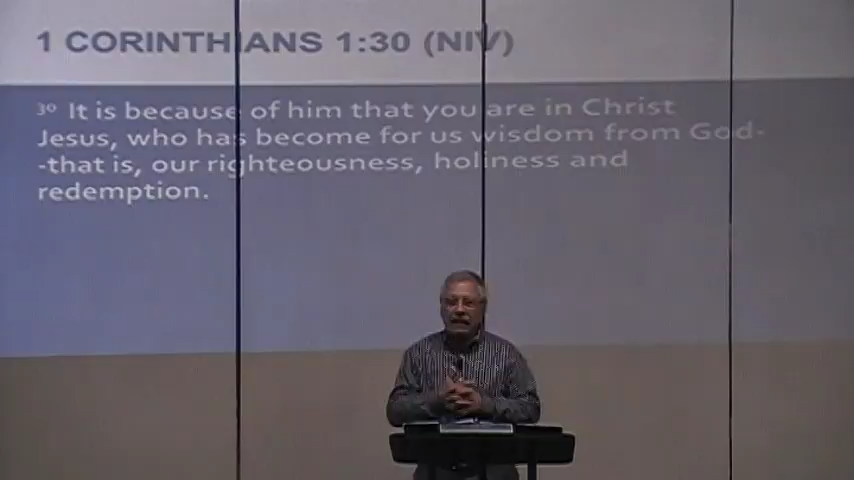 1 CORINTHIANS 1:30 (NIV)
30 It is because of him that you are in Christ
Jesus, who has become for us wisdom from God-
-that is, our righteousness, holiness and
redemption.